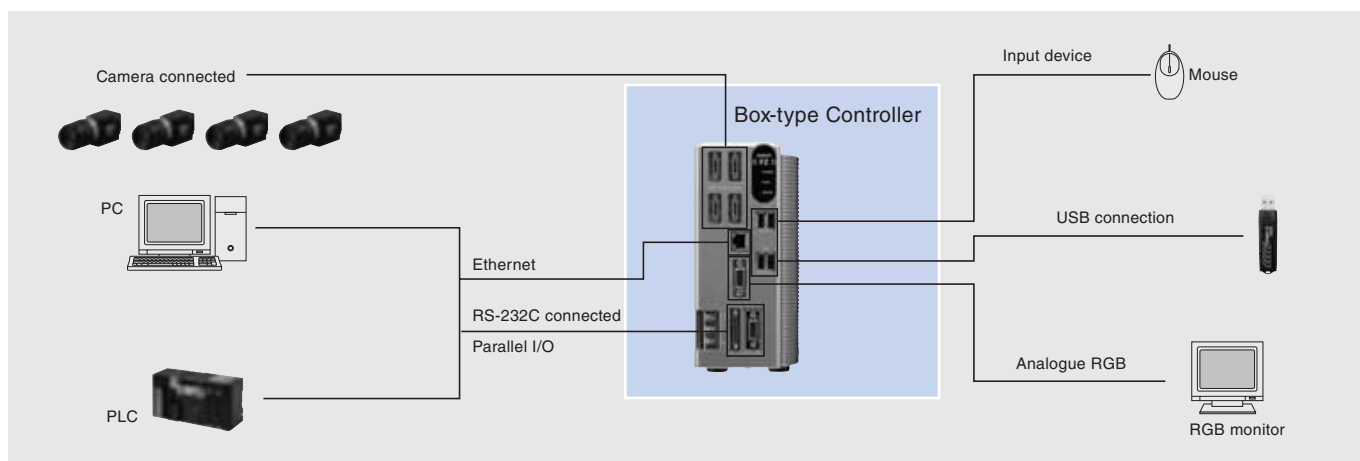 Input device
Mouse
Camera connected
Box-type Controller
PC
USB connection
Ethernet
RS-232C connected
Parallel I/O
Analogue RGB
PLC
RGB monitor